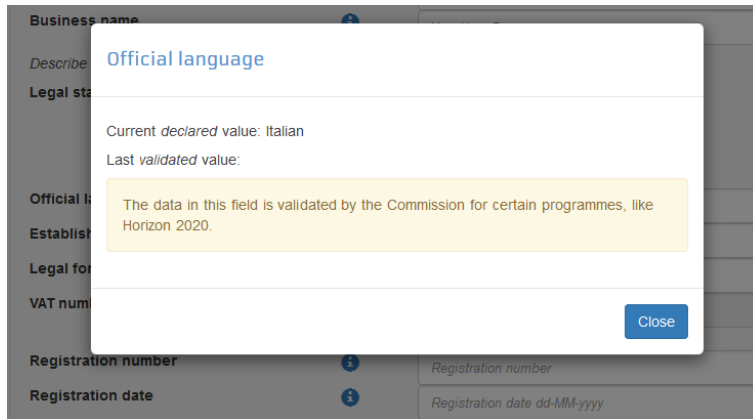 Business name
Describe
Official language
Legal sta
Current declared value: Italian
Last validated value:
Official la
The data in this field is validated by the Commission for certain programmes, like
Horizon 2020.
Establish
Legal for
VAT num
Close
Registration number
Registration number
Registration date
Registration date dd-MM-yyyy